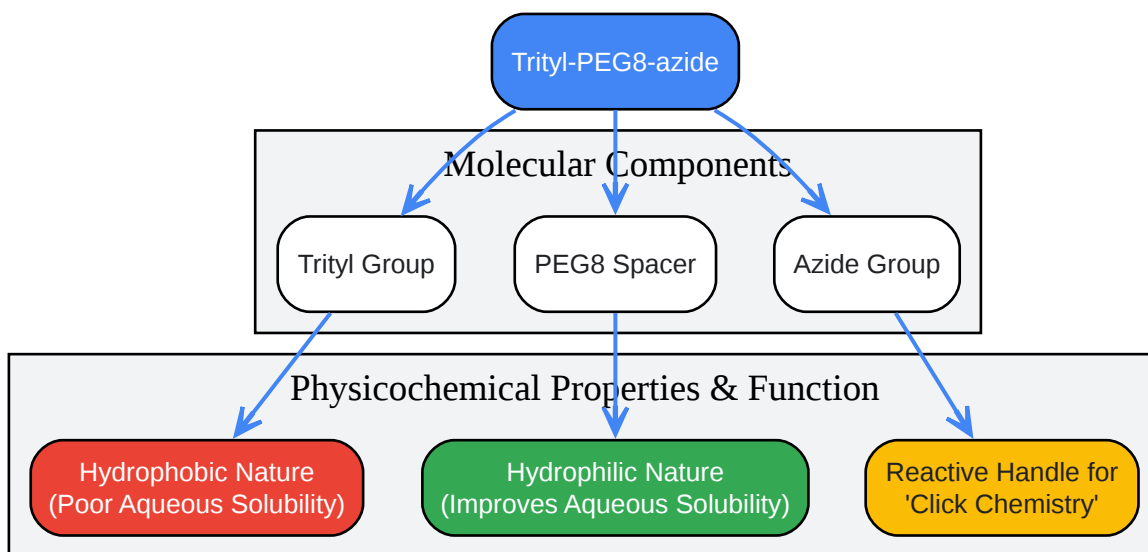 Trityl-PEG8-azide
Molecular Components
Trityl Group
PEG8 Spacer
Azide Group
Physicochemical Properties & Function
Hydrophobic Nature
(Poor Aqueous Solubility)
Hydrophilic Nature
(Improves Aqueous Solubility)
Reactive Handle for
'Click Chemistry'